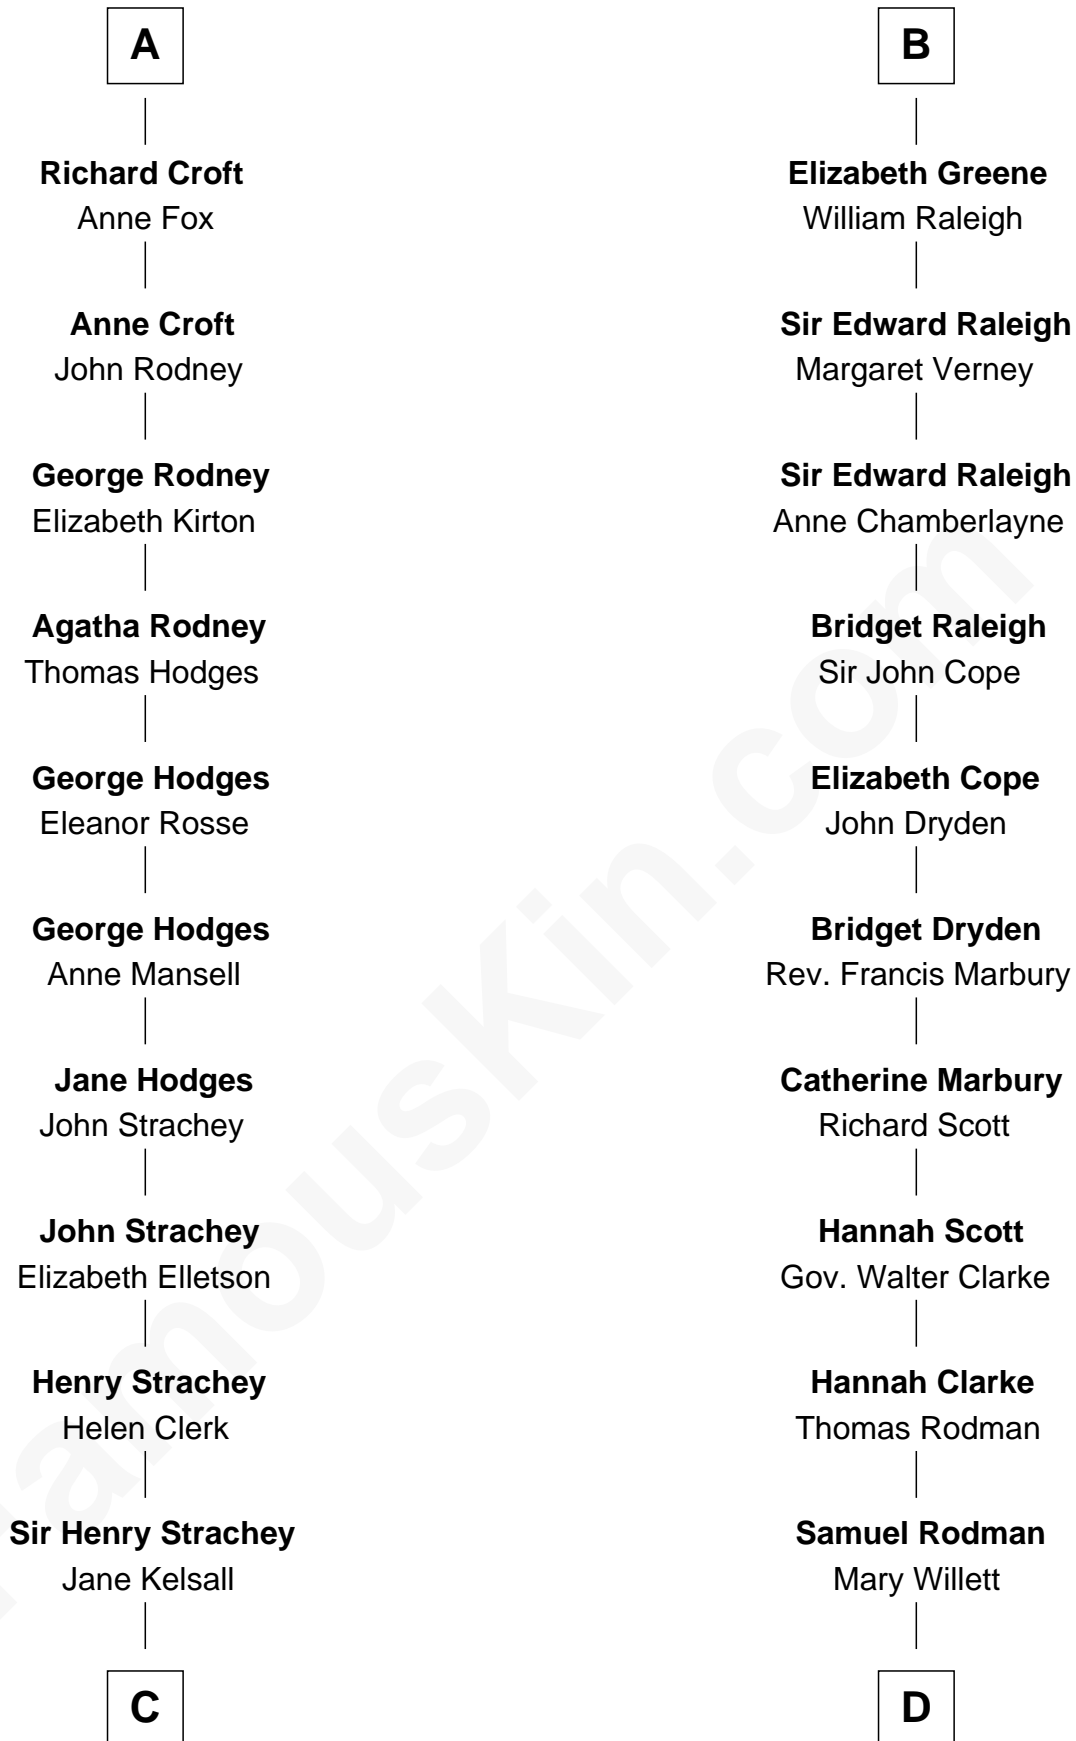 A
Richard Croft
Anne Fox
Anne Croft
John Rodney
George Rodney
Elizabeth Kirton
Agatha Rodney
Thomas Hodges
George Hodges
Eleanor Rosse
George Hodges
Anne Mansell
Jane Hodges
John Strachey
John Strachey
Elizabeth Elletson
Henry Strachey
Helen Clerk
Sir Henry Strachey
Jane Kelsall
C
B
Elizabeth Greene
William Raleigh
Sir Edward Raleigh
Margaret Verney
Sir Edward Raleigh
Anne Chamberlayne
Bridget Raleigh
Sir John Cope
Elizabeth Cope
John Dryden
Bridget Dryden
Rev. Francis Marbury
Catherine Marbury
Richard Scott
Hannah Scott
Gov. Walter Clarke
Hannah Clarke
Thomas Rodman
Samuel Rodman
Mary Willett
D
FamousKin.com